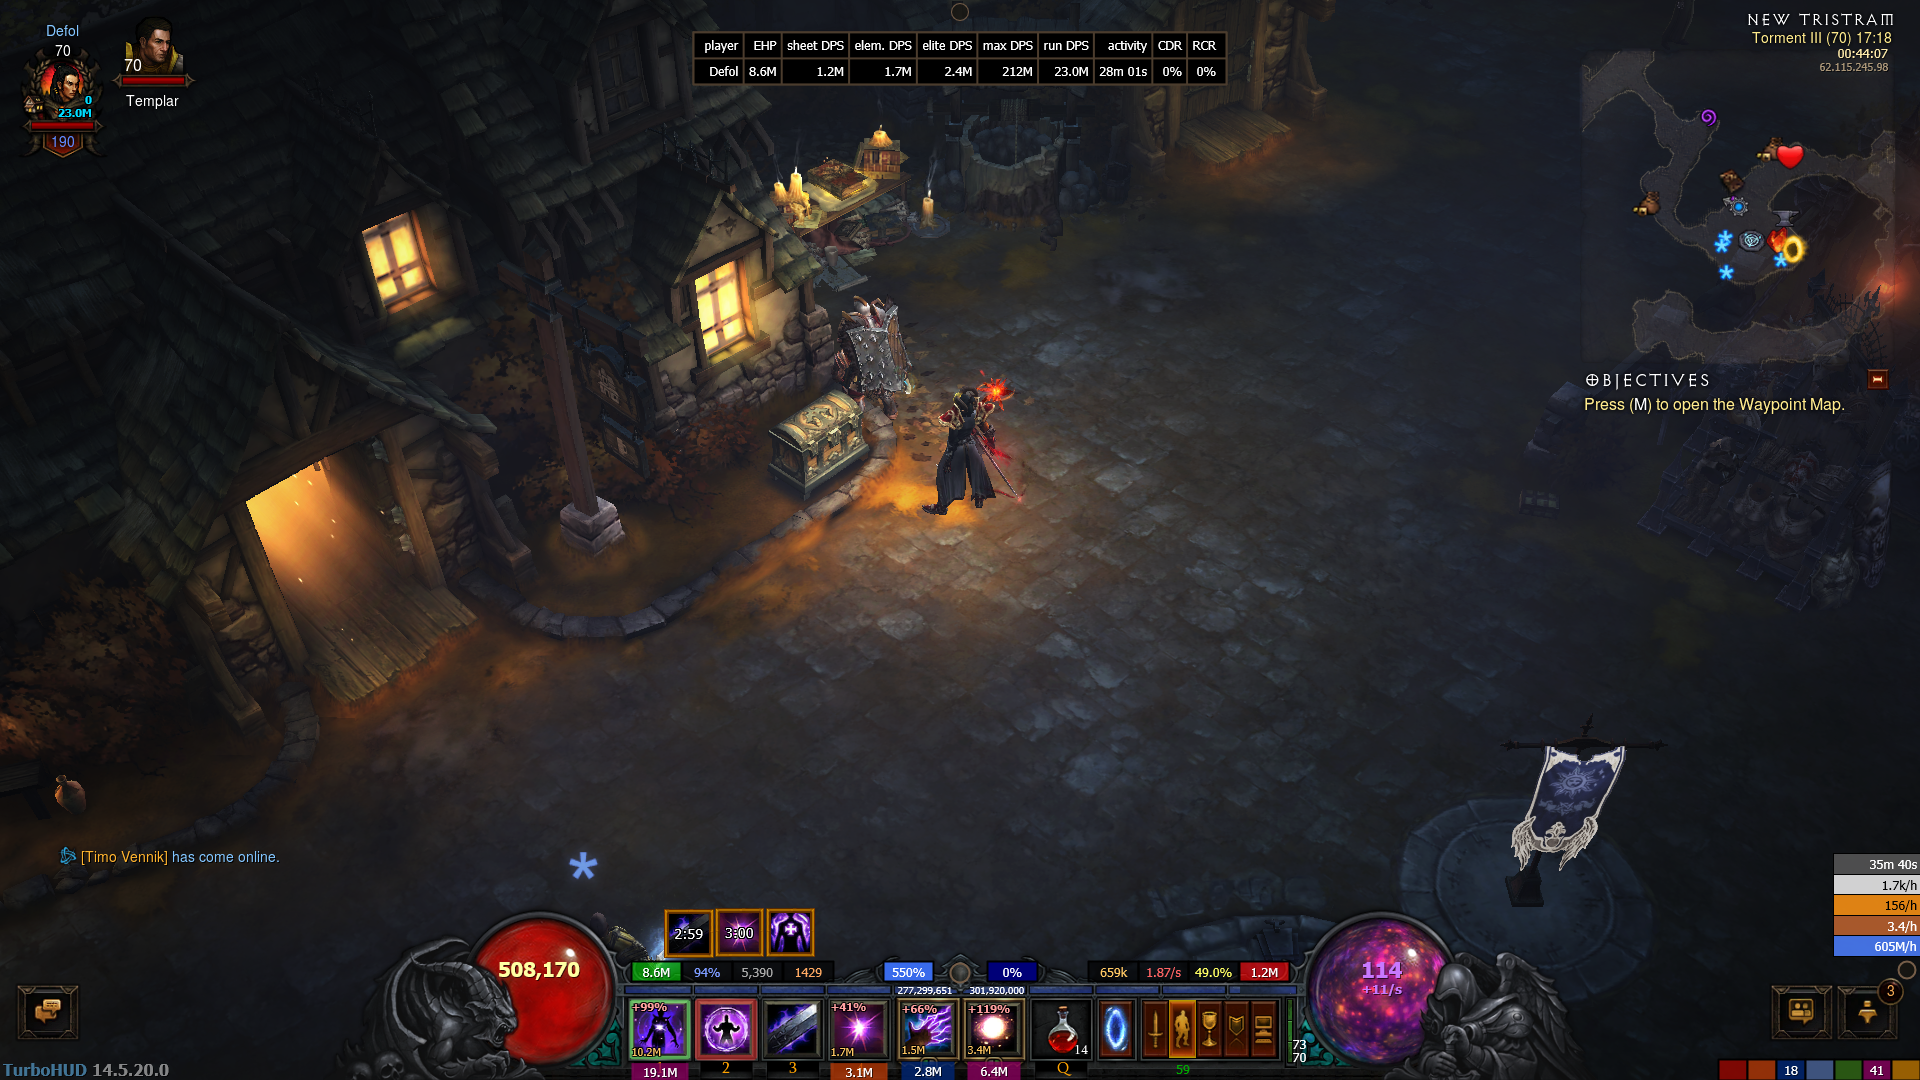 Defol
70
70
Templar
0
23.0M
190
player EHP sheet DPS elem. DPS elite DPS max DPS run DPS activity CDR RCR
Defol 8.6M 1.2M 1.7M 2.4M 212M 23.0M 28m 01s 0% 0%
NEW TRISTRAM
Torment III (70) 17:18
00:44:07
62.115.245.98
OBJECTIVES
Press (M) to open the Waypoint Map.
[Timo Vennik] has come online.
35m 40s
1.7k/h
156/h
3.4/h
605M/h
2:59 3:00
508,170
8.6M 94% 5,390 1429 550% 0% 659k 1.87/s 49.0% 1.2M
114
+11/s
277,299,651 301,920,000
+99% +41% +66% +119%
10.2M 1.7M 1.5M 3.4M 14
19.1M 2 3 3.1M 2.8M 6.4M Q 59
73
70
3
18 41
TurboHUD 14.5.20.0